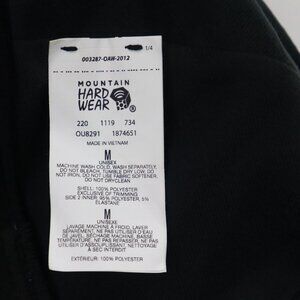 1/4
003287-OAW-2012
MOUNTAIN
HARD
WEAR
220 1119 734
OU8291 1874651
MADE IN VIETNAM
M
UNISEX
MACHINE WASH COLD, WASH SEPARATELY,
DO NOT BLEACH, TUMBLE DRY LOW, DO
NOT IRON, DO NOT USE FABRIC SOFTENER,
DO NOT DRYCLEAN
SHELL: 100% POLYESTER
EXCLUSIVE OF TRIMMING
SIDE 2 INNER: 95% POLYESTER, 5%
ELASTANE
M
UNISEXE
LAVAGE MACHINE À FROID, LAVER
SÉPARÉMENT, NE PAS UTILISER D'EAU
DE JAVEL, SÉCHAGE MACHINE, BASSE
TEMPÉRATURE, NE PAS REPASSER, NE PAS
UTILISER D'ASSOUPLISSANT, NETTOYAGE
À SEC INTERDIT
EXTÉRIEUR: 100% POLYESTER